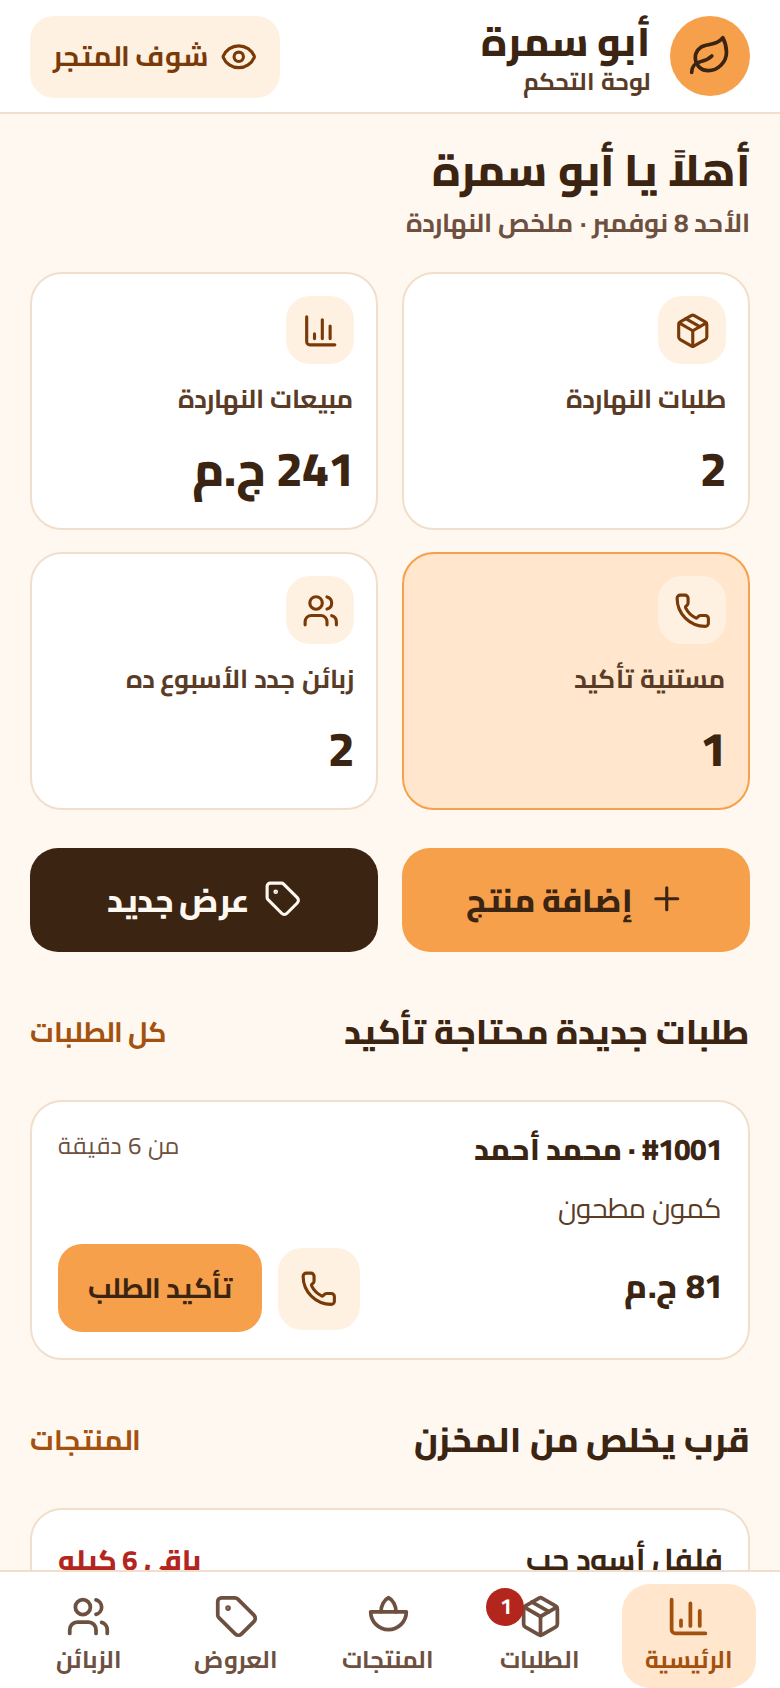 أبو سمرة
لوحة التحكم
شوف المتجر
أهلاً يا أبو سمرة
الأحد 8 نوفمبر · ملخص النهاردة
طلبات النهاردة
2
مبيعات النهاردة
241 ج.م
مستنية تأكيد
1
زبائن جدد الأسبوع ده
2
إضافة منتج
عرض جديد
طلبات جديدة محتاجة تأكيد
كل الطلبات
#1001 · محمد أحمد
من 6 دقيقة
كمون مطحون
81 ج.م
تأكيد الطلب
قرب يخلص من المخزن
المنتجات
فلفل أسود حب
باقي 6 كيلو
الرئيسية
1
الطلبات
المنتجات
العروض
الزبائن